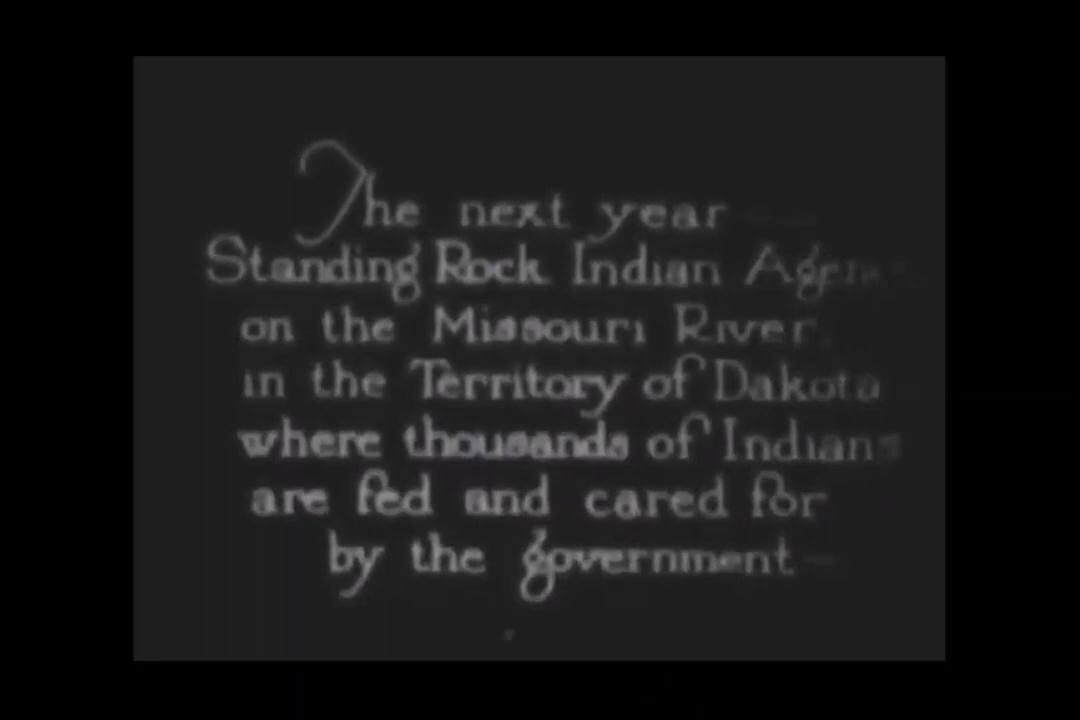 The next year —
Standing Rock Indian
on the Missouri River,
in the Territory of Dakota
where thousands of Indians
are fed and cared for
by the government —